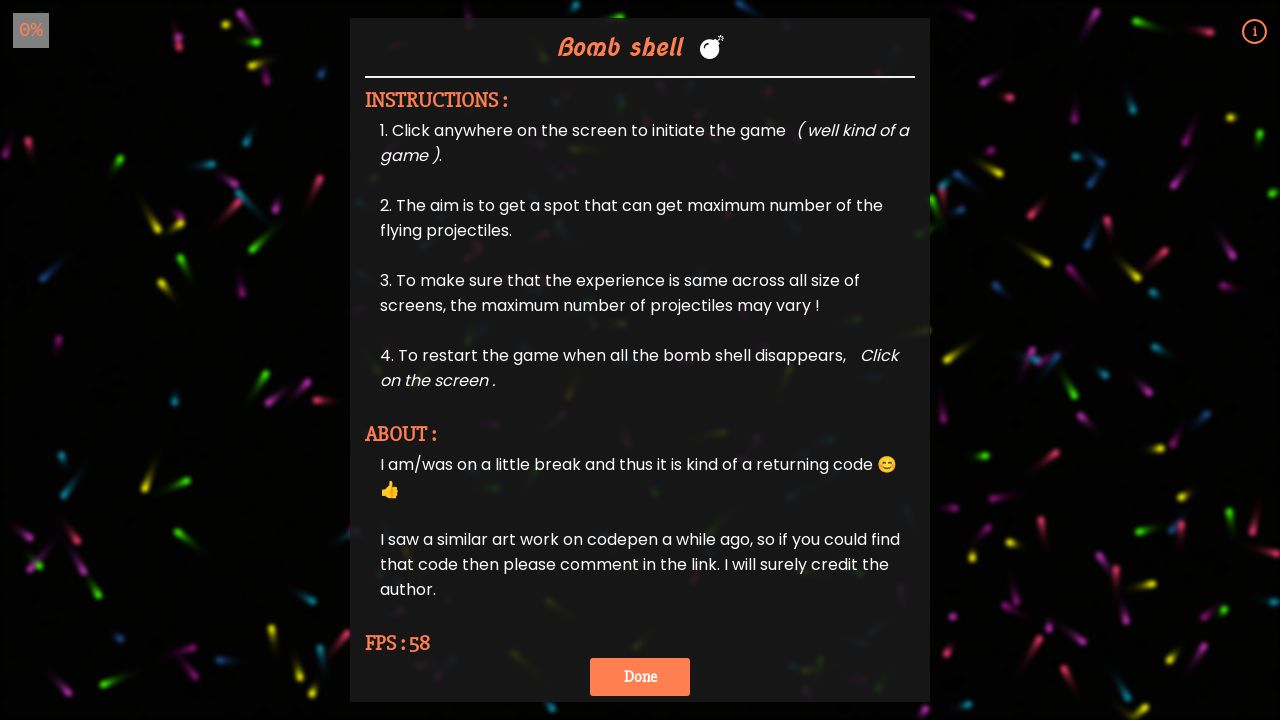 0%
i
Bomb shell 💣
INSTRUCTIONS :
1. Click anywhere on the screen to initiate the game ( well kind of a
game ).
2. The aim is to get a spot that can get maximum number of the
flying projectiles.
3. To make sure that the experience is same across all size of
screens, the maximum number of projectiles may vary !
4. To restart the game when all the bomb shell disappears, Click
on the screen .
ABOUT :
I am/was on a little break and thus it is kind of a returning code 😊
👍
I saw a similar art work on codepen a while ago, so if you could find
that code then please comment in the link. I will surely credit the
author.
FPS : 58
Done